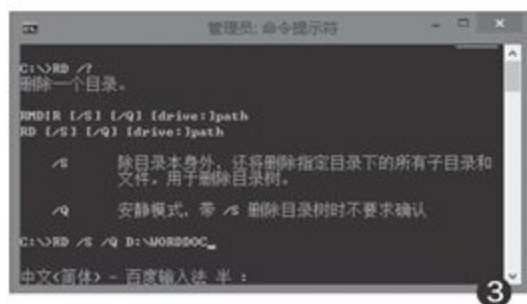 管理员: 命令提示符
C:\>RD /?
删除一个目录。
RMDIR [/S] [/Q] [drive:]path
RD [/S] [/Q] [drive:]path
/S 除目录本身外，还将删除指定目录下的所有子目录和
文件。用于删除目录树。
/Q 安静模式，带 /S 删除目录树时不要求确认
C:\>RD /S /Q D:\WORDDOC_
中文(简体) - 百度输入法 半 :
3